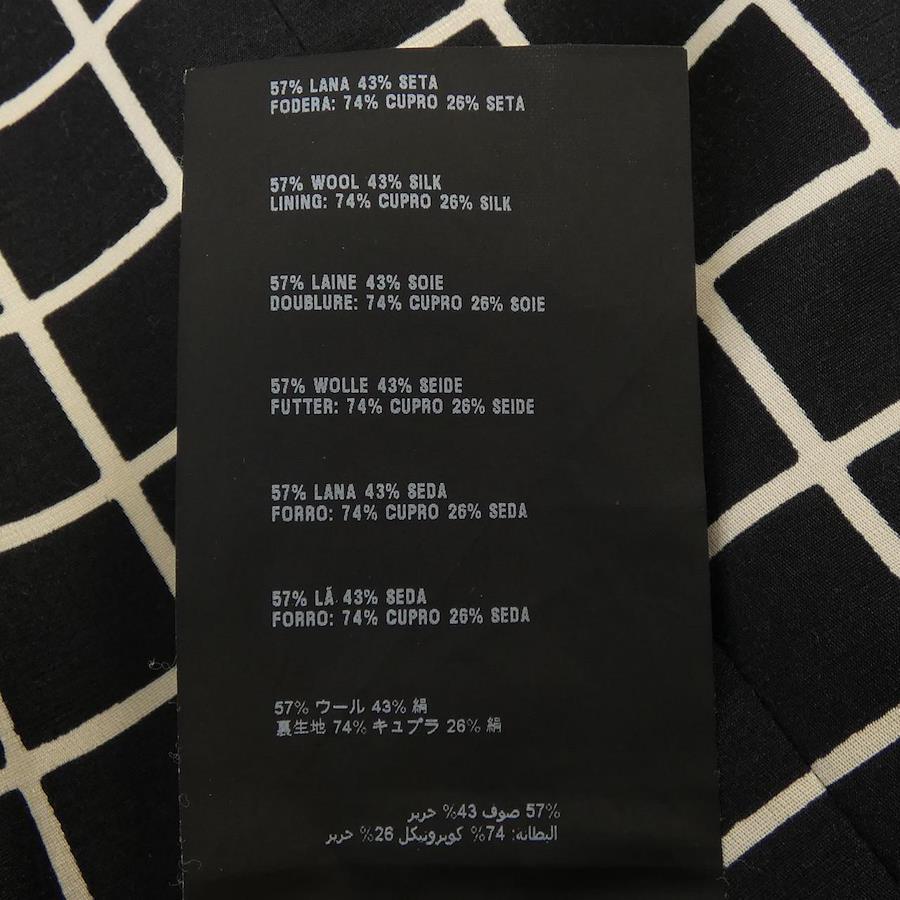 57% LANA 43% SETA
FODERA: 74% CUPRO 26% SETA
57% WOOL 43% SILK
LINING: 74% CUPRO 26% SILK
57% LAINE 43% SOIE
DOUBLURE: 74% CUPRO 26% SOIE
57% WOLLE 43% SEIDE
FUTTER: 74% CUPRO 26% SEIDE
57% LANA 43% SEDA
FORRO: 74% CUPRO 26% SEDA
57% LÃ 43% SEDA
FORRO: 74% CUPRO 26% SEDA
57% ウール 43% 絹
裏生地 74% キュプラ 26% 絹
57% صوف 43% حرير
البطانة: 74% كوبرونيكل 26% حرير